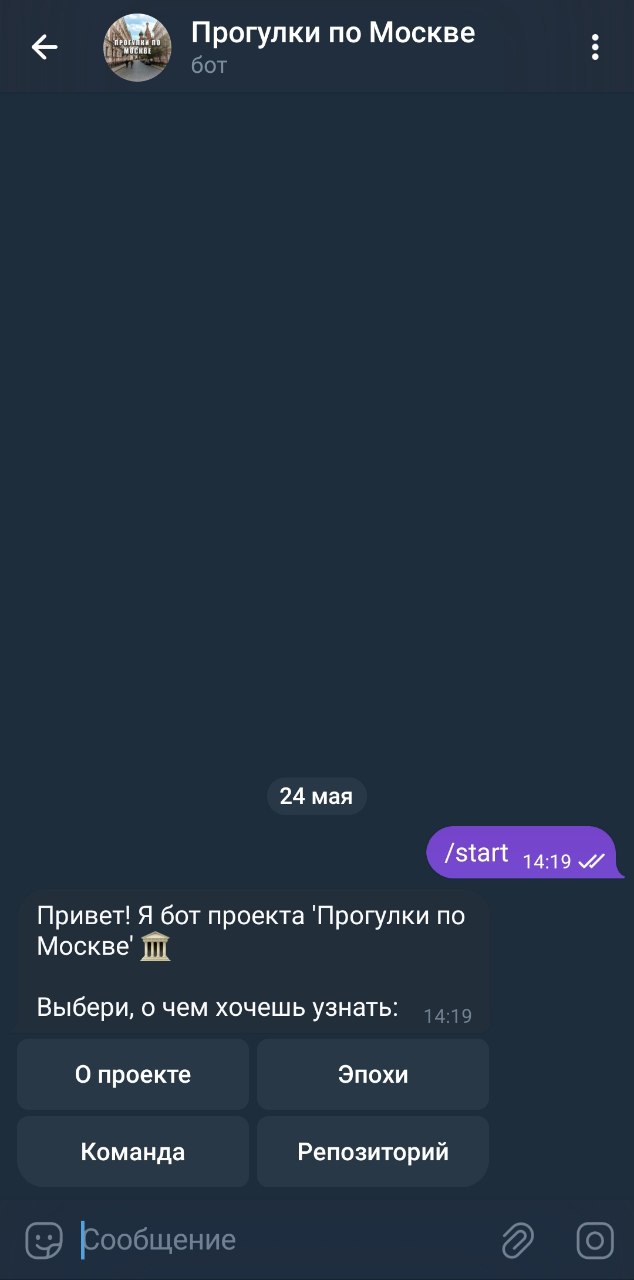 ПРОГУЛКИ ПО
МОСКВЕ
Прогулки по Москве
бот
24 мая
/start 14:19
Привет! Я бот проекта 'Прогулки по
Москве' 🏛
Выбери, о чем хочешь узнать: 14:19
О проекте Эпохи
Команда Репозиторий
Сообщение